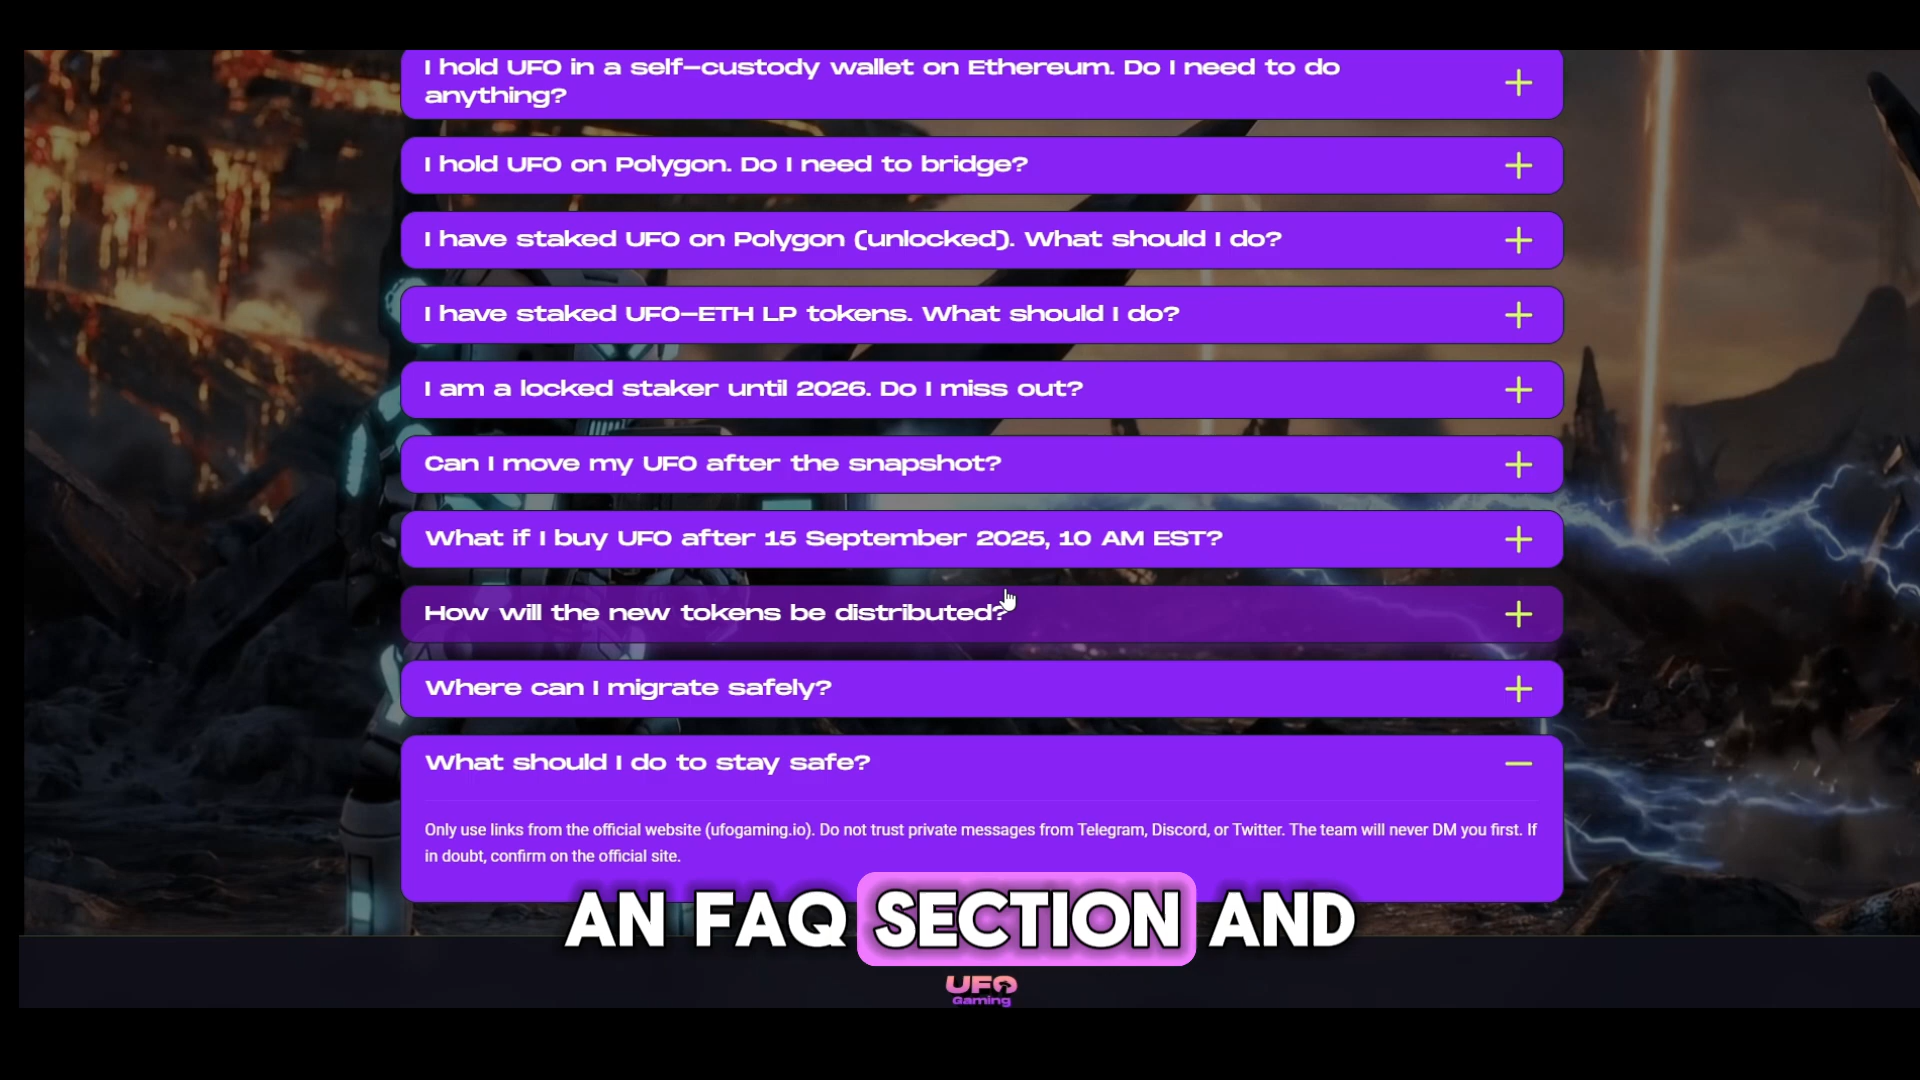 I hold UFO in a self-custody wallet on Ethereum. Do I need to do
anything?
I hold UFO on Polygon. Do I need to bridge?
I have staked UFO on Polygon (unlocked). What should I do?
I have staked UFO-ETH LP tokens. What should I do?
I am a locked staker until 2026. Do I miss out?
Can I move my UFO after the snapshot?
What if I buy UFO after 15 September 2025, 10 AM EST?
How will the new tokens be distributed?
Where can I migrate safely?
What should I do to stay safe?
Only use links from the official website (ufogaming.io). Do not trust private messages from Telegram, Discord, or Twitter. The team will never DM you first. If
in doubt, confirm on the official site.
AN FAQ SECTION AND
UFO
Gaming